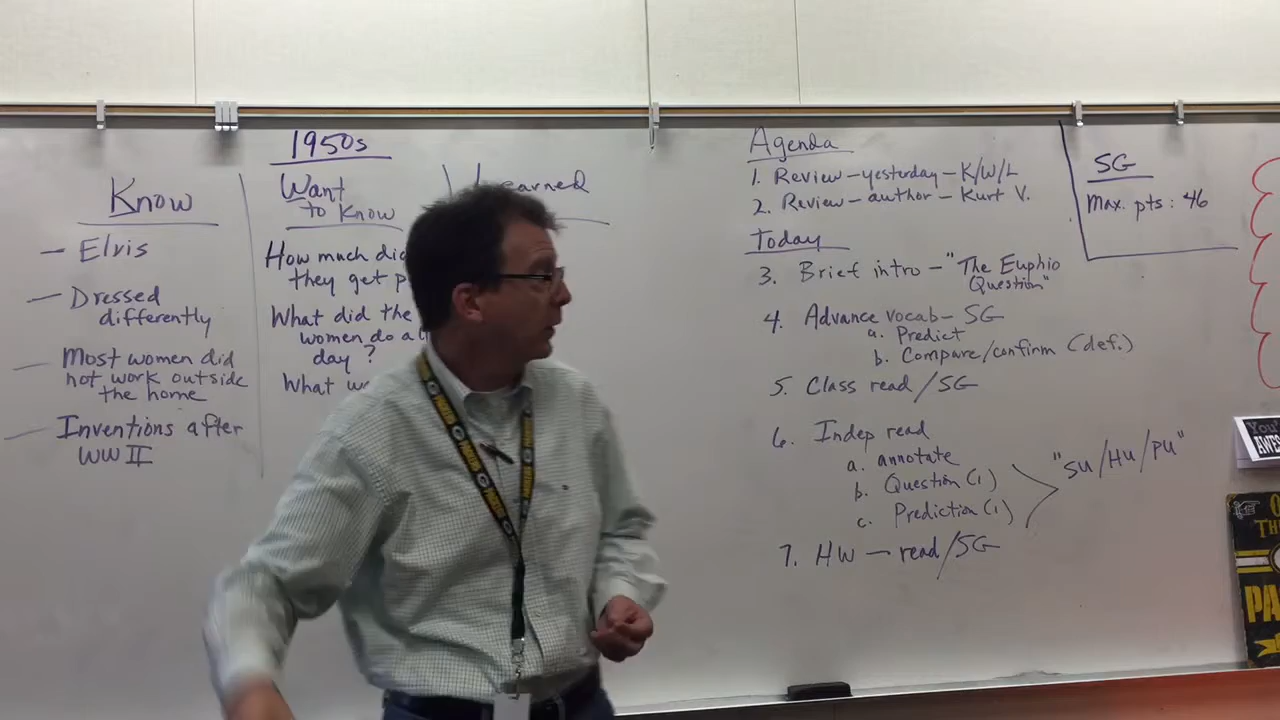 1950s
Know
- Elvis
- Dressed
differently
- Most women did
not work outside
the home
- Inventions after
WW II
Want
to Know
How much did
they get
What did the
women do a
day?
What
Learned
Agenda
1. Review - yesterday - K/W/L
2. Review - author - Kurt V.
Today
3. Brief intro - "The Euphio
Question"
4. Advance vocab - SG
a. Predict
b. Compare/confirm (def.)
5. Class read/SG
6. Indep read
a. annotate
b. Question (1)
c. Prediction (1)
"SU/HU/PU"
7. HW - read/SG
SG
Max. pts: 46
PACKERS
PACKERS